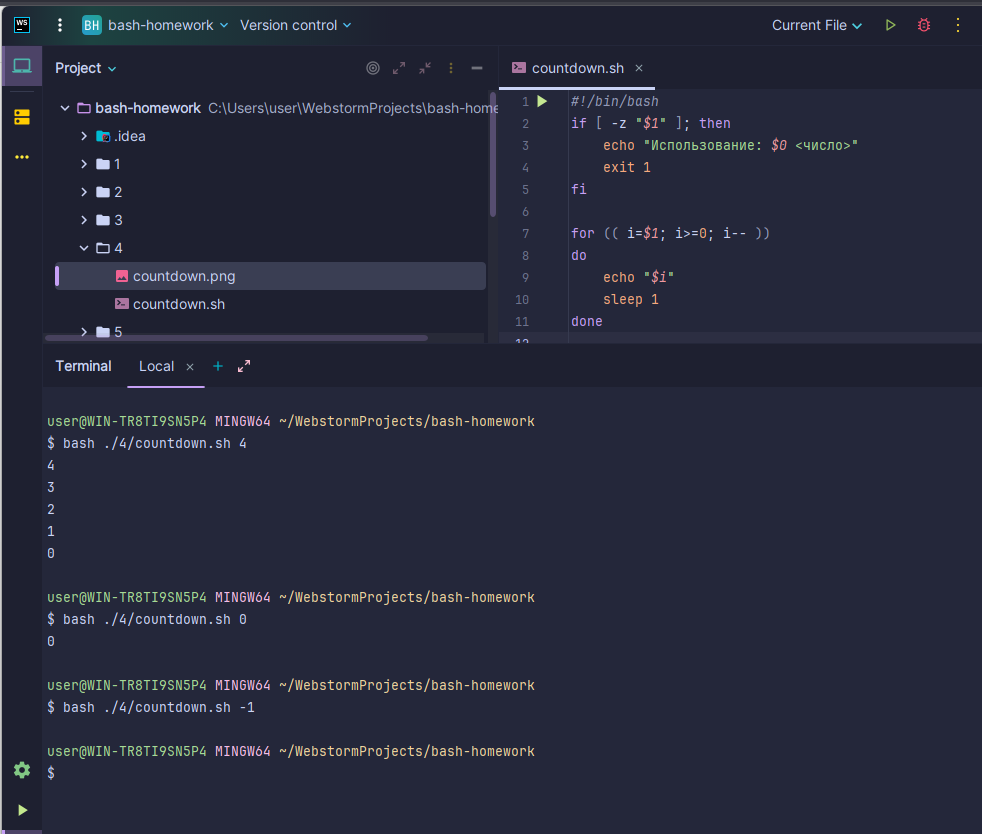 WS BH bash-homework Version control Current File
Project
countdown.sh
bash-homework C:\Users\user\WebstormProjects\bash-home
.idea
1
2
3
4
countdown.png
countdown.sh
5
1 #!/bin/bash
2 if [ -z "$1" ]; then
3 echo "Использование: $0 <число>"
4 exit 1
5 fi
6
7 for (( i=$1; i>=0; i-- ))
8 do
9 echo "$i"
10 sleep 1
11 done
12
Terminal Local
user@WIN-TR8TI9SN5P4 MINGW64 ~/WebstormProjects/bash-homework
$ bash ./4/countdown.sh 4
4
3
2
1
0
user@WIN-TR8TI9SN5P4 MINGW64 ~/WebstormProjects/bash-homework
$ bash ./4/countdown.sh 0
0
user@WIN-TR8TI9SN5P4 MINGW64 ~/WebstormProjects/bash-homework
$ bash ./4/countdown.sh -1
user@WIN-TR8TI9SN5P4 MINGW64 ~/WebstormProjects/bash-homework
$